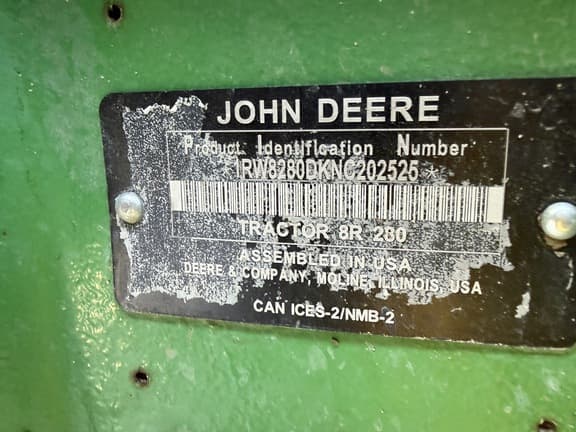 JOHN DEERE
Product Identification Number
1RW8280DKNC202525 *
TRACTOR 8R 280
ASSEMBLED IN USA
DEERE & COMPANY, MOLINE, ILLINOIS, USA
CAN ICES-2/NMB-2